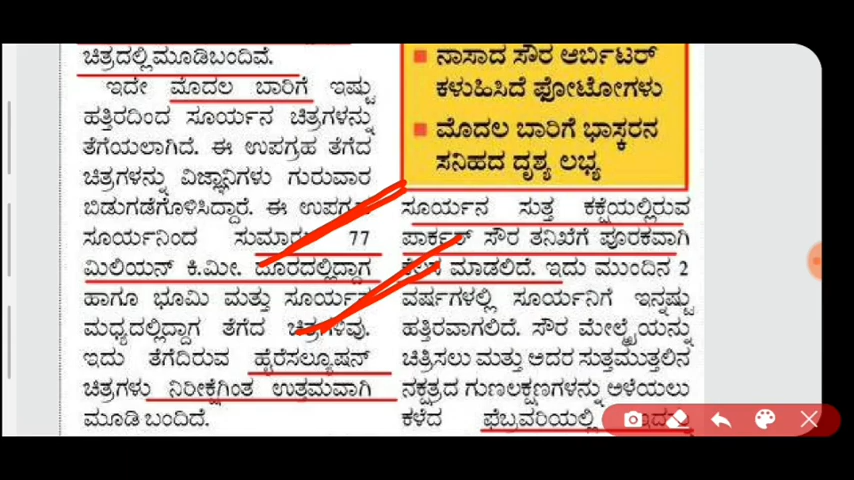 ಚಿತ್ರದಲ್ಲಿ ಮೂಡಿಬಂದಿವೆ.
ಇದೇ ಮೊದಲ ಬಾರಿಗೆ ಇಷ್ಟು
ಹತ್ತಿರದಿಂದ ಸೂರ್ಯನ ಚಿತ್ರಗಳನ್ನು
ತೆಗೆಯಲಾಗಿದೆ. ಈ ಉಪಗ್ರಹ ತೆಗೆದ
ಚಿತ್ರಗಳನ್ನು ವಿಜ್ಞಾನಿಗಳು ಗುರುವಾರ
ಬಿಡುಗಡೆಗೊಳಿಸಿದ್ದಾರೆ. ಈ ಉಪಗ್ರಹ
ಸೂರ್ಯನಿಂದ ಸುಮಾರು 77
ಮಿಲಿಯನ್ ಕಿ.ಮೀ. ದೂರದಲ್ಲಿದ್ದಾಗ
ಹಾಗೂ ಭೂಮಿ ಮತ್ತು ಸೂರ್ಯನ
ಮಧ್ಯದಲ್ಲಿದ್ದಾಗ ತೆಗೆದ ಚಿತ್ರಗಳಿವು.
ಇದು ತೆಗೆದಿರುವ ಹೈರೆಸಲ್ಯೂಷನ್
ಚಿತ್ರಗಳು ನಿರೀಕ್ಷೆಗಿಂತ ಉತ್ತಮವಾಗಿ
ಮೂಡಿ ಬಂದಿದೆ.
ನಾಸಾದ ಸೌರ ಆರ್ಬಿಟರ್
ಕಳುಹಿಸಿದೆ ಫೋಟೋಗಳು
ಮೊದಲ ಬಾರಿಗೆ ಭಾಸ್ಕರನ
ಸನಿಹದ ದೃಶ್ಯ ಲಭ್ಯ
ಸೂರ್ಯನ ಸುತ್ತ ಕಕ್ಷೆಯಲ್ಲಿರುವ
ಪಾರ್ಕರ್ ಸೌರ ತನಿಖೆಗೆ ಪೂರಕವಾಗಿ
ಕೆಲಸ ಮಾಡಲಿದೆ. ಇದು ಮುಂದಿನ 2
ವರ್ಷಗಳಲ್ಲಿ ಸೂರ್ಯನಿಗೆ ಇನ್ನಷ್ಟು
ಹತ್ತಿರವಾಗಲಿದೆ. ಸೌರ ಮೇಲ್ಮೈಯನ್ನು
ಚಿತ್ರಿಸಲು ಮತ್ತು ಅದರ ಸುತ್ತಮುತ್ತಲಿನ
ನಕ್ಷತ್ರದ ಗುಣಲಕ್ಷಣಗಳನ್ನು ಅಳೆಯಲು
ಕಳೆದ ಫೆಬ್ರವರಿಯಲ್ಲಿ